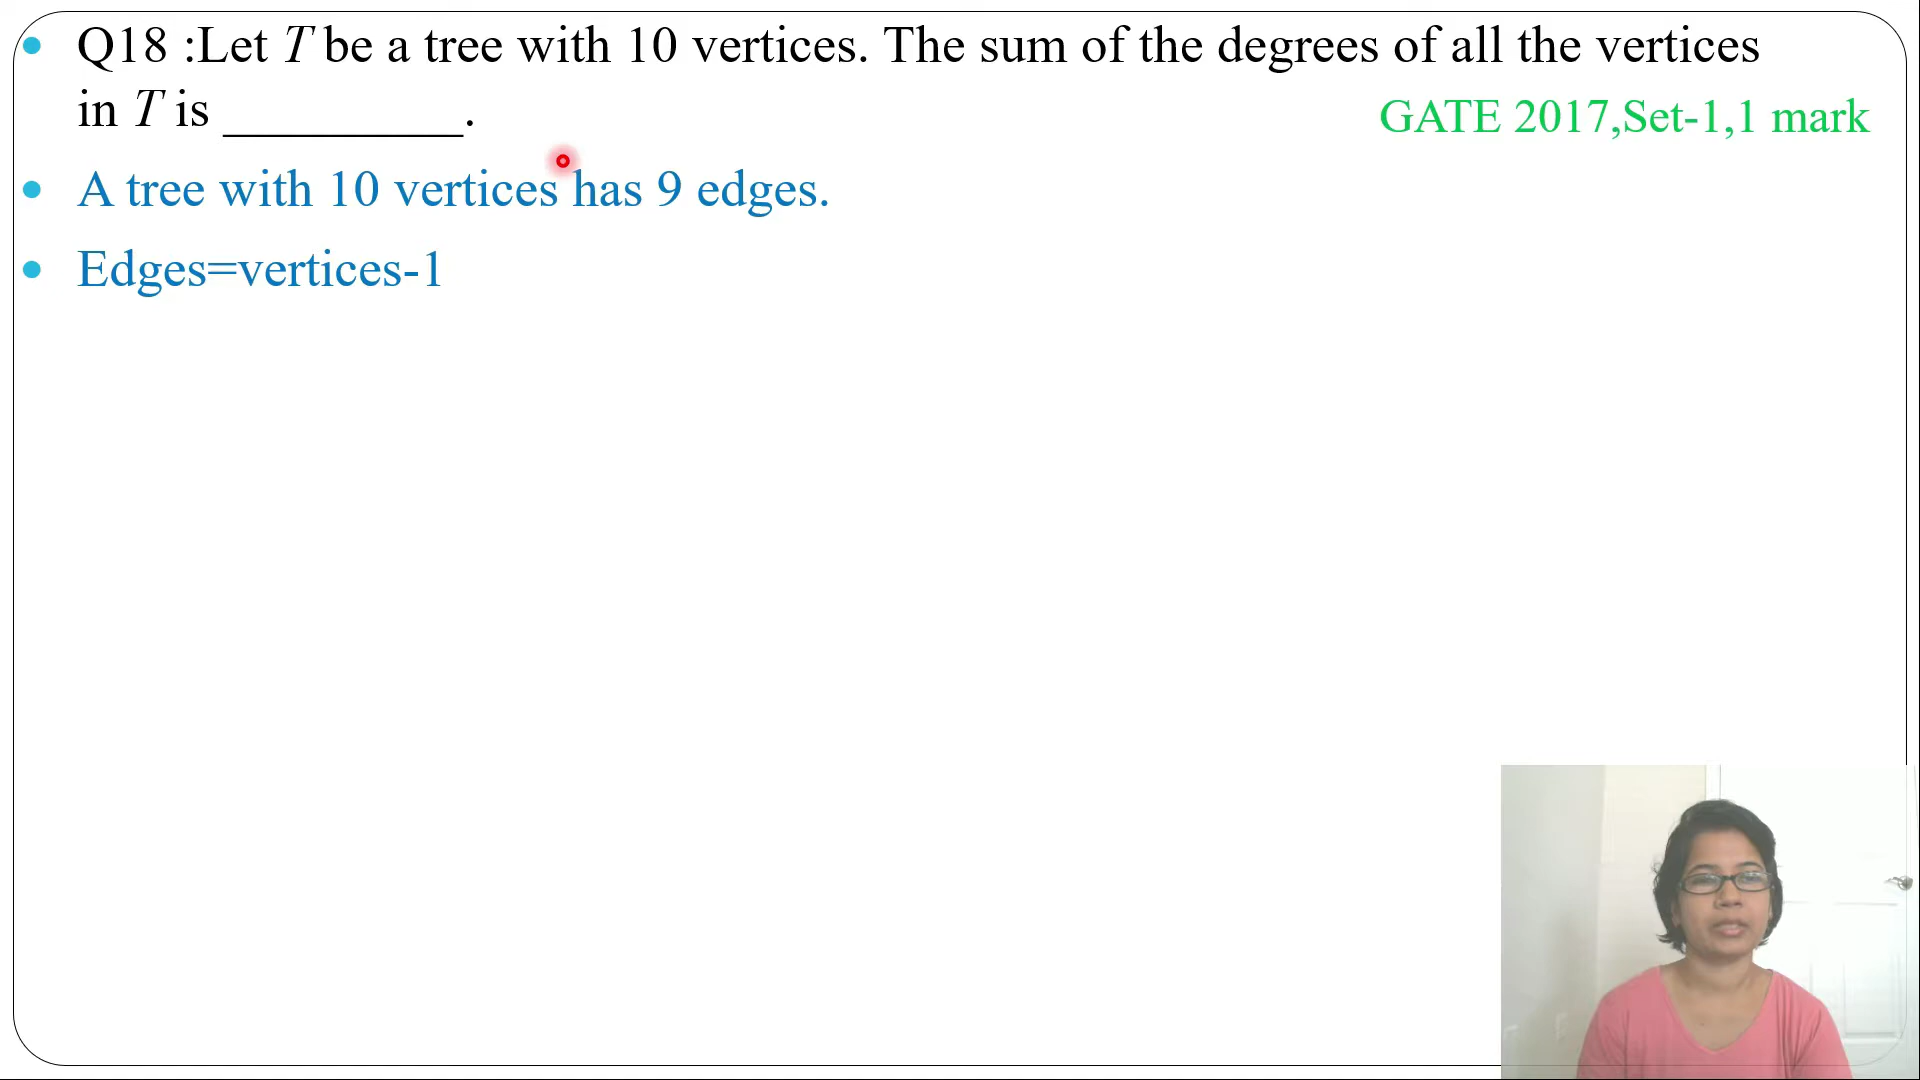 Q18 :Let T be a tree with 10 vertices. The sum of the degrees of all the vertices
in T is _________.
GATE 2017,Set-1,1 mark
A tree with 10 vertices has 9 edges.
Edges=vertices-1